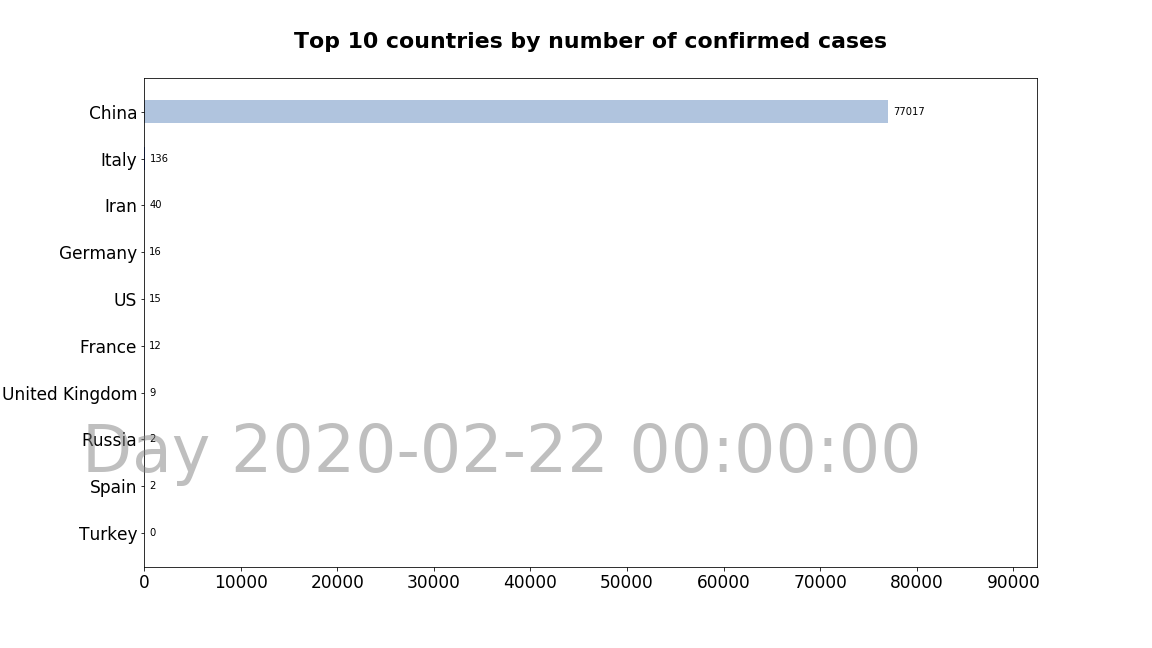 Top 10 countries by number of confirmed cases
China 77017
Italy 136
Iran 40
Germany 16
US 15
France 12
United Kingdom 9
Russia 2
Day 2020-02-22 00:00:00
Spain 2
Turkey 0
0 10000 20000 30000 40000 50000 60000 70000 80000 90000